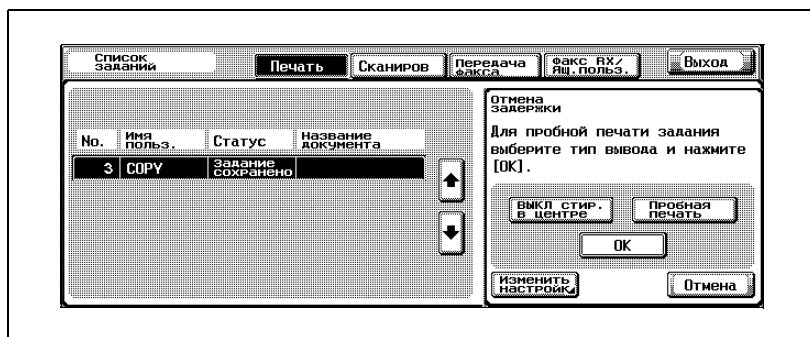 Список
заданий
Печать
Сканиров
Передача
факса
Факс RX/
Ящ.польз.
Выход
No.
Имя
польз.
Статус
Название
документа
3
COPY
Задание
сохранено
Отмена
задержки
Для пробной печати задания
выберите тип вывода и нажмите
[OK].
ВЫКЛ стир.
в центре
Пробная
печать
OK
Изменить
настройк
Отмена